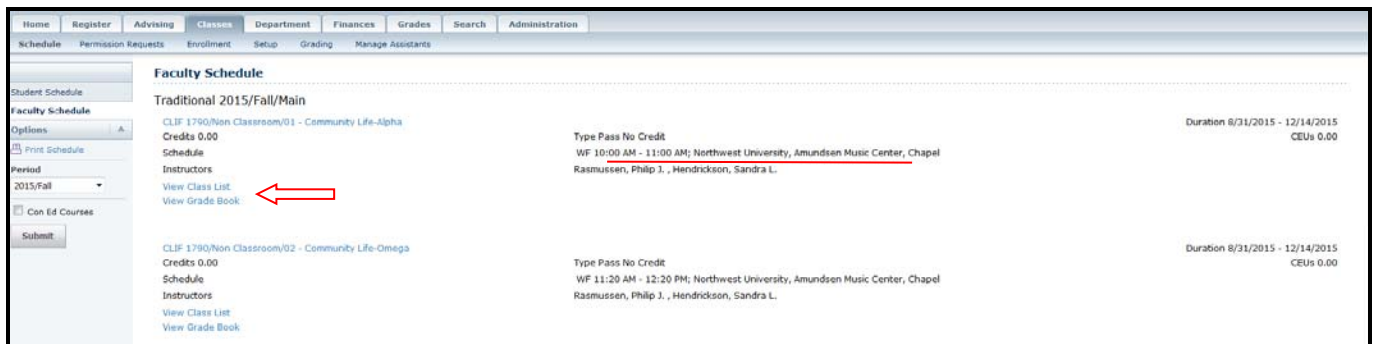 Home Register Advising Classes Department Finances Grades Search Administration
Schedule Permission Requests Enrollment Setup Grading Manage Assistants
Student Schedule
Faculty Schedule
Options
Print Schedule
Period
2015/Fall
Con Ed Courses
Submit
Faculty Schedule
Traditional 2015/Fall/Main
CLIF 1790/Non Classroom/01 - Community Life-Alpha Duration 8/31/2015 - 12/14/2015
Credits 0.00 Type Pass No Credit CEUs 0.00
Schedule WF 10:00 AM - 11:00 AM; Northwest University, Amundsen Music Center, Chapel
Instructors Rasmussen, Philip J. , Hendrickson, Sandra L.
View Class List
View Grade Book
CLIF 1790/Non Classroom/02 - Community Life-Omega Duration 8/31/2015 - 12/14/2015
Credits 0.00 Type Pass No Credit CEUs 0.00
Schedule WF 11:20 AM - 12:20 PM; Northwest University, Amundsen Music Center, Chapel
Instructors Rasmussen, Philip J. , Hendrickson, Sandra L.
View Class List
View Grade Book